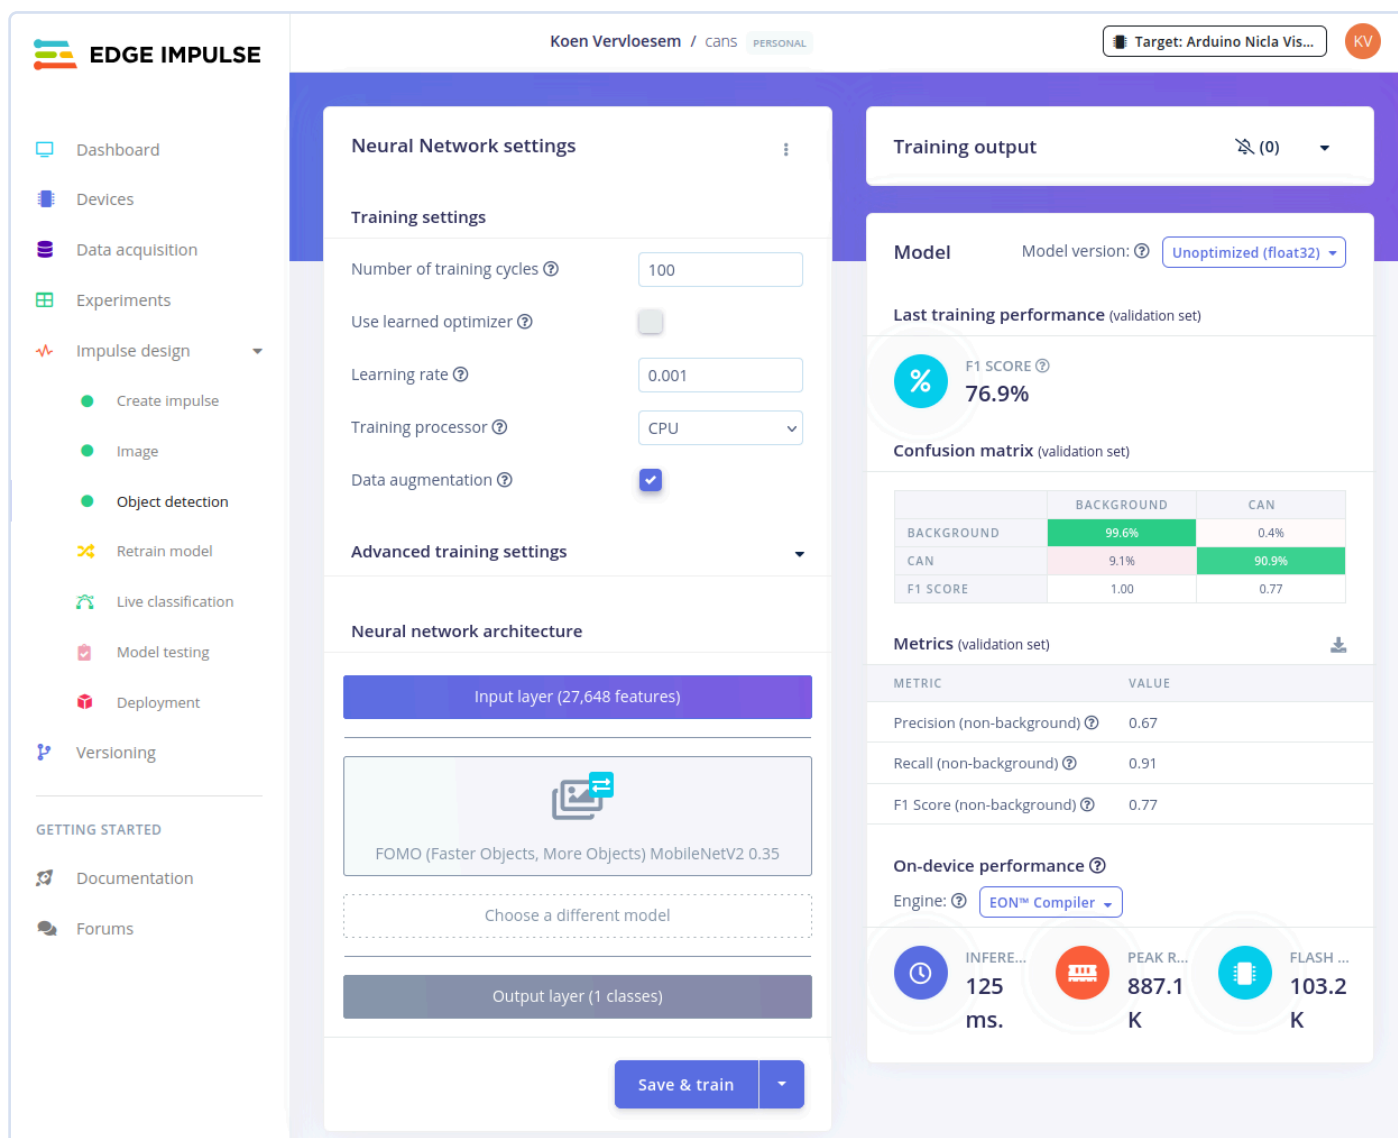 EDGE IMPULSE
Koen Vervloesem / cans PERSONAL
Target: Arduino Nicla Vis...
KV
Dashboard
Devices
Data acquisition
Experiments
Impulse design
Create impulse
Image
Object detection
Retrain model
Live classification
Model testing
Deployment
Versioning
GETTING STARTED
Documentation
Forums
Neural Network settings
Training settings
Number of training cycles 100
Use learned optimizer
Learning rate 0.001
Training processor CPU
Data augmentation
Advanced training settings
Neural network architecture
Input layer (27,648 features)
FOMO (Faster Objects, More Objects) MobileNetV2 0.35
Choose a different model
Output layer (1 classes)
Save & train
Training output (0)
Model Model version: Unoptimized (float32)
Last training performance (validation set)
% F1 SCORE
76.9%
Confusion matrix (validation set)
BACKGROUND CAN
BACKGROUND 99.6% 0.4%
CAN 9.1% 90.9%
F1 SCORE 1.00 0.77
Metrics (validation set)
METRIC VALUE
Precision (non-background) 0.67
Recall (non-background) 0.91
F1 Score (non-background) 0.77
On-device performance
Engine: EON™ Compiler
INFERE... PEAK R... FLASH ...
125 887.1 103.2
ms. K K